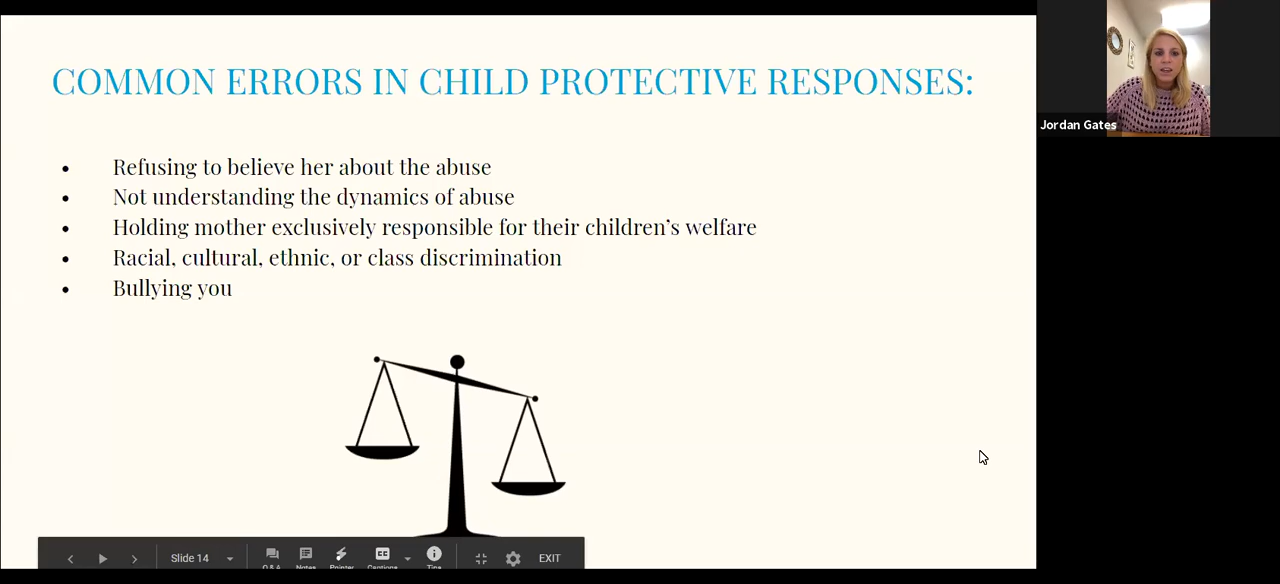 COMMON ERRORS IN CHILD PROTECTIVE RESPONSES:
• Refusing to believe her about the abuse
• Not understanding the dynamics of abuse
• Holding mother exclusively responsible for their children’s welfare
• Racial, cultural, ethnic, or class discrimination
• Bullying you
Jordan Gates
Slide 14
EXIT
Q & A Notes Pointer Captions Tips